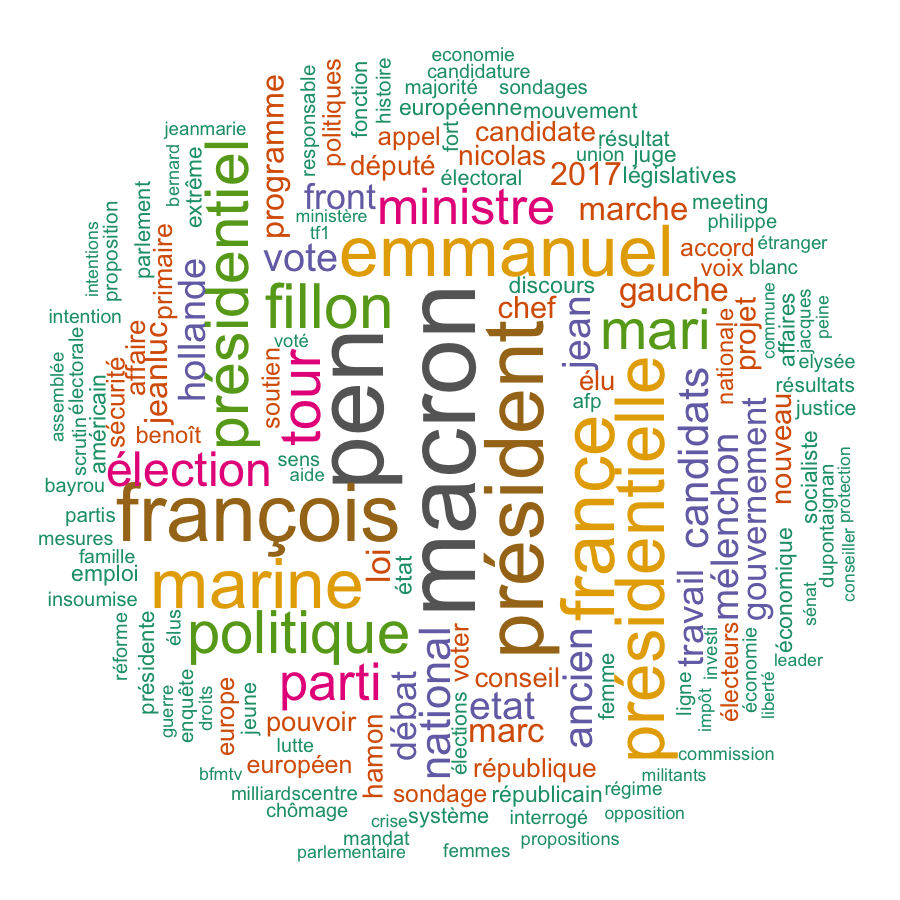 economie
candidature
majorité sondages
européenne mouvement
jeanmarie
responsable
politiques
fonction
histoire
programme
appel fort candidate résultat
député nicolas union juge
électoral 2017 législatives
bernard
extrême
présidentiel
front ministre marche meeting
ministère
philippe
tf1
vote emmanuel accord étranger
voix blanc
intentions
proposition
parlement
primaire
hollande
fillon
discours
chef
gauche
jean
mari
projet
commune
affaires
jacques
peine
intention
affaire
jeanluc
voté
tour
soutien
pen
macron
président
élu
afp
nationale
elysée
résultats
justice
assemblée
scrutin
électorale
américain
sécurité
benoît
élection
sens
aide
france
présidentielle
candidats
mélenchon
gouvernement
nouveau
socialiste
dupontaignan
protection
conseiller
bayrou
françois
partis
mesures
famille
emploi
insoumise
marine
loi
état
travail
économique
sénat
politique
réforme
présidente
élus
parti
national
voter
débat
conseil
etat
marc
ancien
femme
ligne
impôt
investi
électeurs
économie
liberté
leader
guerre
enquête
droits
europe
jeune
pouvoir
lutte
hamon
élections
république
commission
bfmtv
européen
militants
milliards centre
sondage républicain régime
chômage
crise système interrogé opposition
mandat
propositions
parlementaire femmes